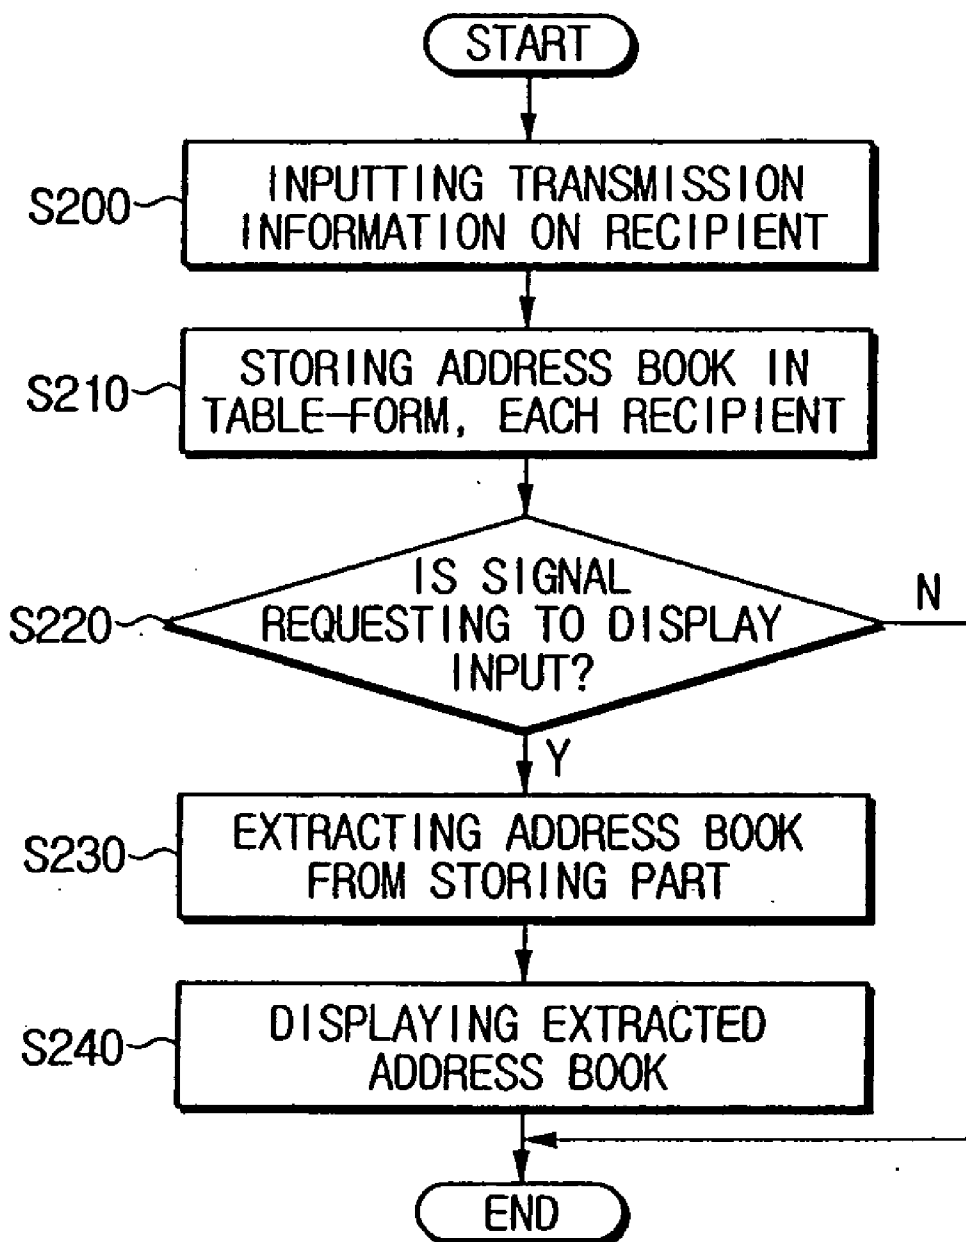 START
S200
INPUTTING TRANSMISSION
INFORMATION ON RECIPIENT
S210
STORING ADDRESS BOOK IN
TABLE-FORM, EACH RECIPIENT
S220
IS SIGNAL
REQUESTING TO DISPLAY
INPUT?
N
Y
S230
EXTRACTING ADDRESS BOOK
FROM STORING PART
S240
DISPLAYING EXTRACTED
ADDRESS BOOK
END